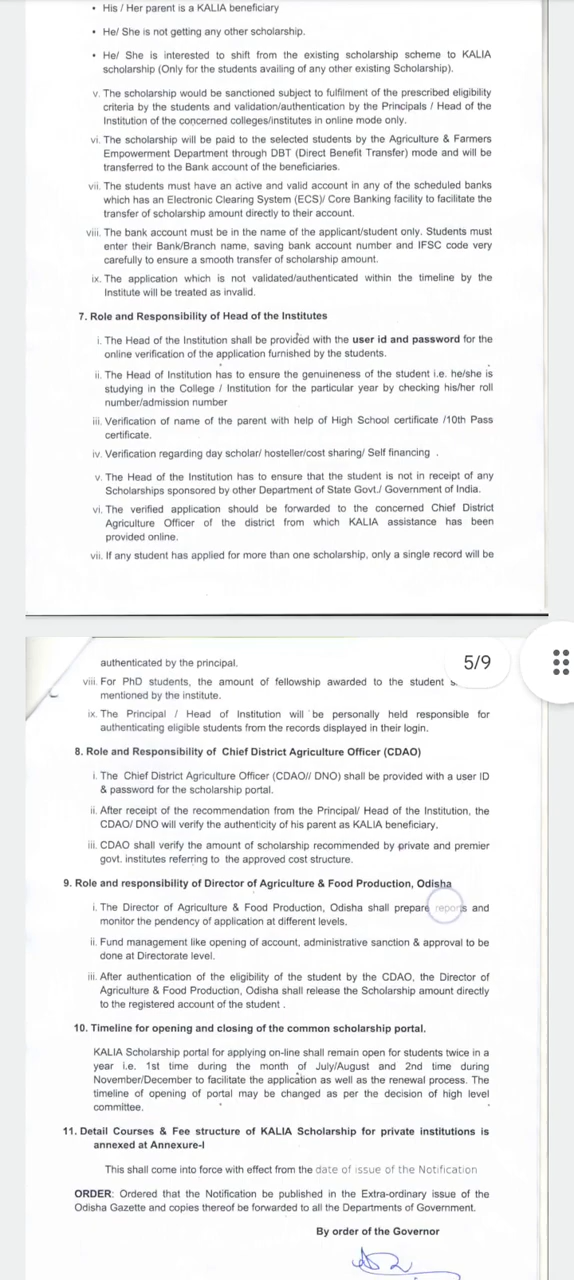 • His / Her parent is a KALIA beneficiary
• He/ She is not getting any other scholarship.
• He/ She is interested to shift from the existing scholarship scheme to KALIA
scholarship (Only for the students availing of any other existing Scholarship).
v. The scholarship would be sanctioned subject to fulfilment of the prescribed eligibility
criteria by the students and validation/authentication by the Principals / Head of the
Institution of the concerned colleges/institutes in online mode only.
vi. The scholarship will be paid to the selected students by the Agriculture & Farmers
Empowerment Department through DBT (Direct Benefit Transfer) mode and will be
transferred to the Bank account of the beneficiaries.
vii. The students must have an active and valid account in any of the scheduled banks
which has an Electronic Clearing System (ECS)/ Core Banking facility to facilitate the
transfer of scholarship amount directly to their account.
viii. The bank account must be in the name of the applicant/student only. Students must
enter their Bank/Branch name, saving bank account number and IFSC code very
carefully to ensure a smooth transfer of scholarship amount.
ix. The application which is not validated/authenticated within the timeline by the
Institute will be treated as invalid.
7. Role and Responsibility of Head of the Institutes
i. The Head of the Institution shall be provided with the user id and password for the
online verification of the application furnished by the students.
ii. The Head of Institution has to ensure the genuineness of the student i.e. he/she is
studying in the College / Institution for the particular year by checking his/her roll
number/admission number
iii. Verification of name of the parent with help of High School certificate /10th Pass
certificate.
iv. Verification regarding day scholar/ hosteller/cost sharing/ Self financing .
v. The Head of the Institution has to ensure that the student is not in receipt of any
Scholarships sponsored by other Department of State Govt./ Government of India.
vi. The verified application should be forwarded to the concerned Chief District
Agriculture Officer of the district from which KALIA assistance has been
provided online.
vii. If any student has applied for more than one scholarship, only a single record will be
authenticated by the principal.
5/9
viii. For PhD students, the amount of fellowship awarded to the student
mentioned by the institute.
ix. The Principal / Head of Institution will be personally held responsible for
authenticating eligible students from the records displayed in their login.
8. Role and Responsibility of Chief District Agriculture Officer (CDAO)
i. The Chief District Agriculture Officer (CDAO// DNO) shall be provided with a user ID
& password for the scholarship portal.
ii. After receipt of the recommendation from the Principal/ Head of the Institution, the
CDAO/ DNO will verify the authenticity of his parent as KALIA beneficiary.
iii. CDAO shall verify the amount of scholarship recommended by private and premier
govt. institutes referring to the approved cost structure.
9. Role and responsibility of Director of Agriculture & Food Production, Odisha
i. The Director of Agriculture & Food Production, Odisha shall prepare reports and
monitor the pendency of application at different levels.
ii. Fund management like opening of account, administrative sanction & approval to be
done at Directorate level.
iii. After authentication of the eligibility of the student by the CDAO, the Director of
Agriculture & Food Production, Odisha shall release the Scholarship amount directly
to the registered account of the student .
10. Timeline for opening and closing of the common scholarship portal.
KALIA Scholarship portal for applying on-line shall remain open for students twice in a
year i.e. 1st time during the month of July/August and 2nd time during
November/December to facilitate the application as well as the renewal process. The
timeline of opening of portal may be changed as per the decision of high level
committee.
11. Detail Courses & Fee structure of KALIA Scholarship for private institutions is
annexed at Annexure-I
This shall come into force with effect from the date of issue of the Notification
ORDER: Ordered that the Notification be published in the Extra-ordinary issue of the
Odisha Gazette and copies thereof be forwarded to all the Departments of Government.
By order of the Governor